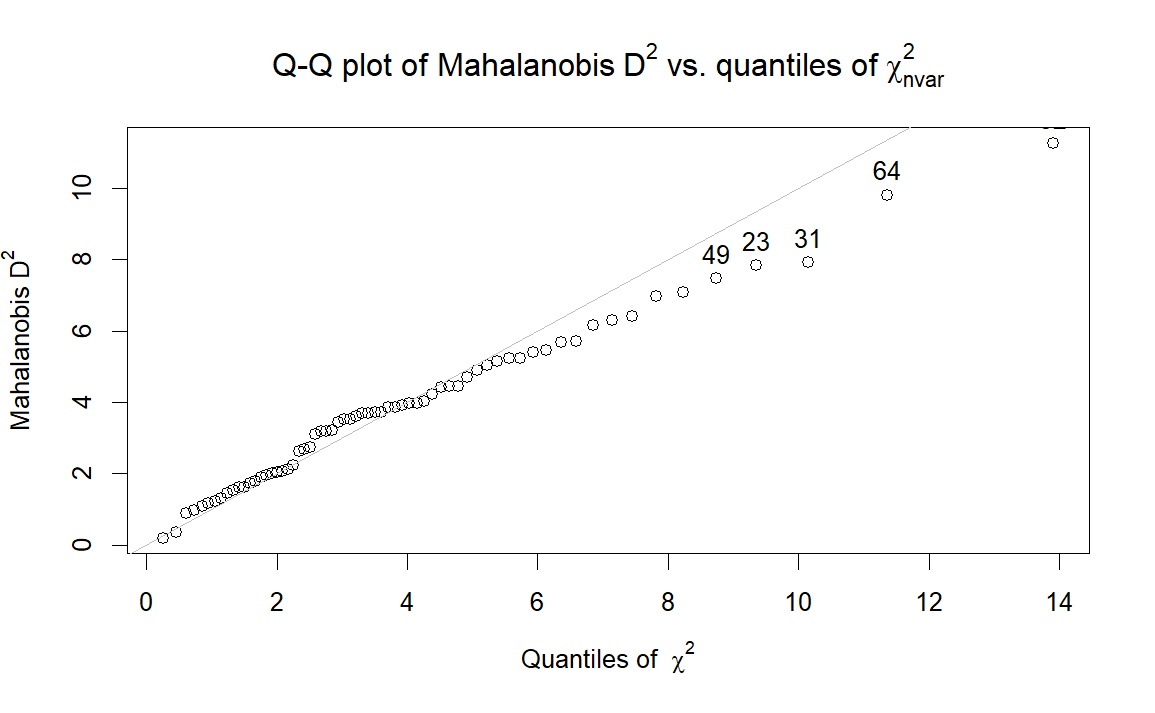 Q-Q plot of Mahalanobis D² vs. quantiles of χ²nvar
Mahalanobis D²
10
8
6
4
2
0
64
49 23 31
0 2 4 6 8 10 12 14
Quantiles of χ²